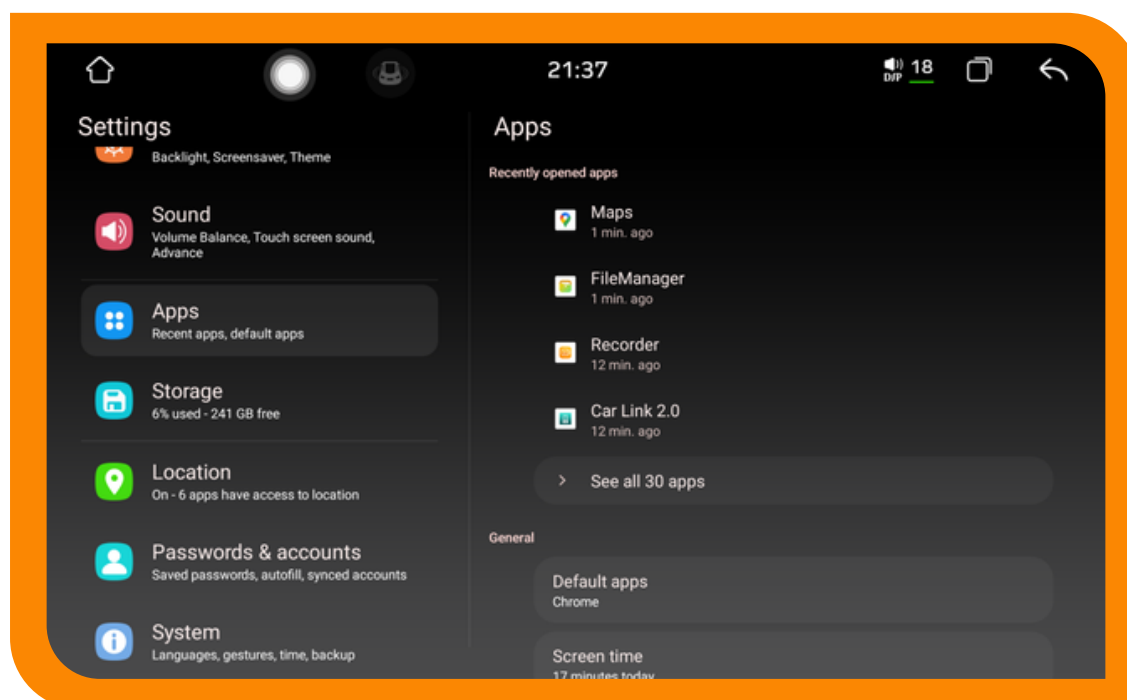 21:37
D/P 18
Settings
Backlight, Screensaver, Theme
Sound
Volume Balance, Touch screen sound,
Advance
Apps
Recent apps, default apps
Storage
6% used - 241 GB free
Location
On - 6 apps have access to location
Passwords & accounts
Saved passwords, autofill, synced accounts
System
Languages, gestures, time, backup
Apps
Recently opened apps
Maps
1 min. ago
FileManager
1 min. ago
Recorder
12 min. ago
Car Link 2.0
12 min. ago
See all 30 apps
General
Default apps
Chrome
Screen time
17 minutes today